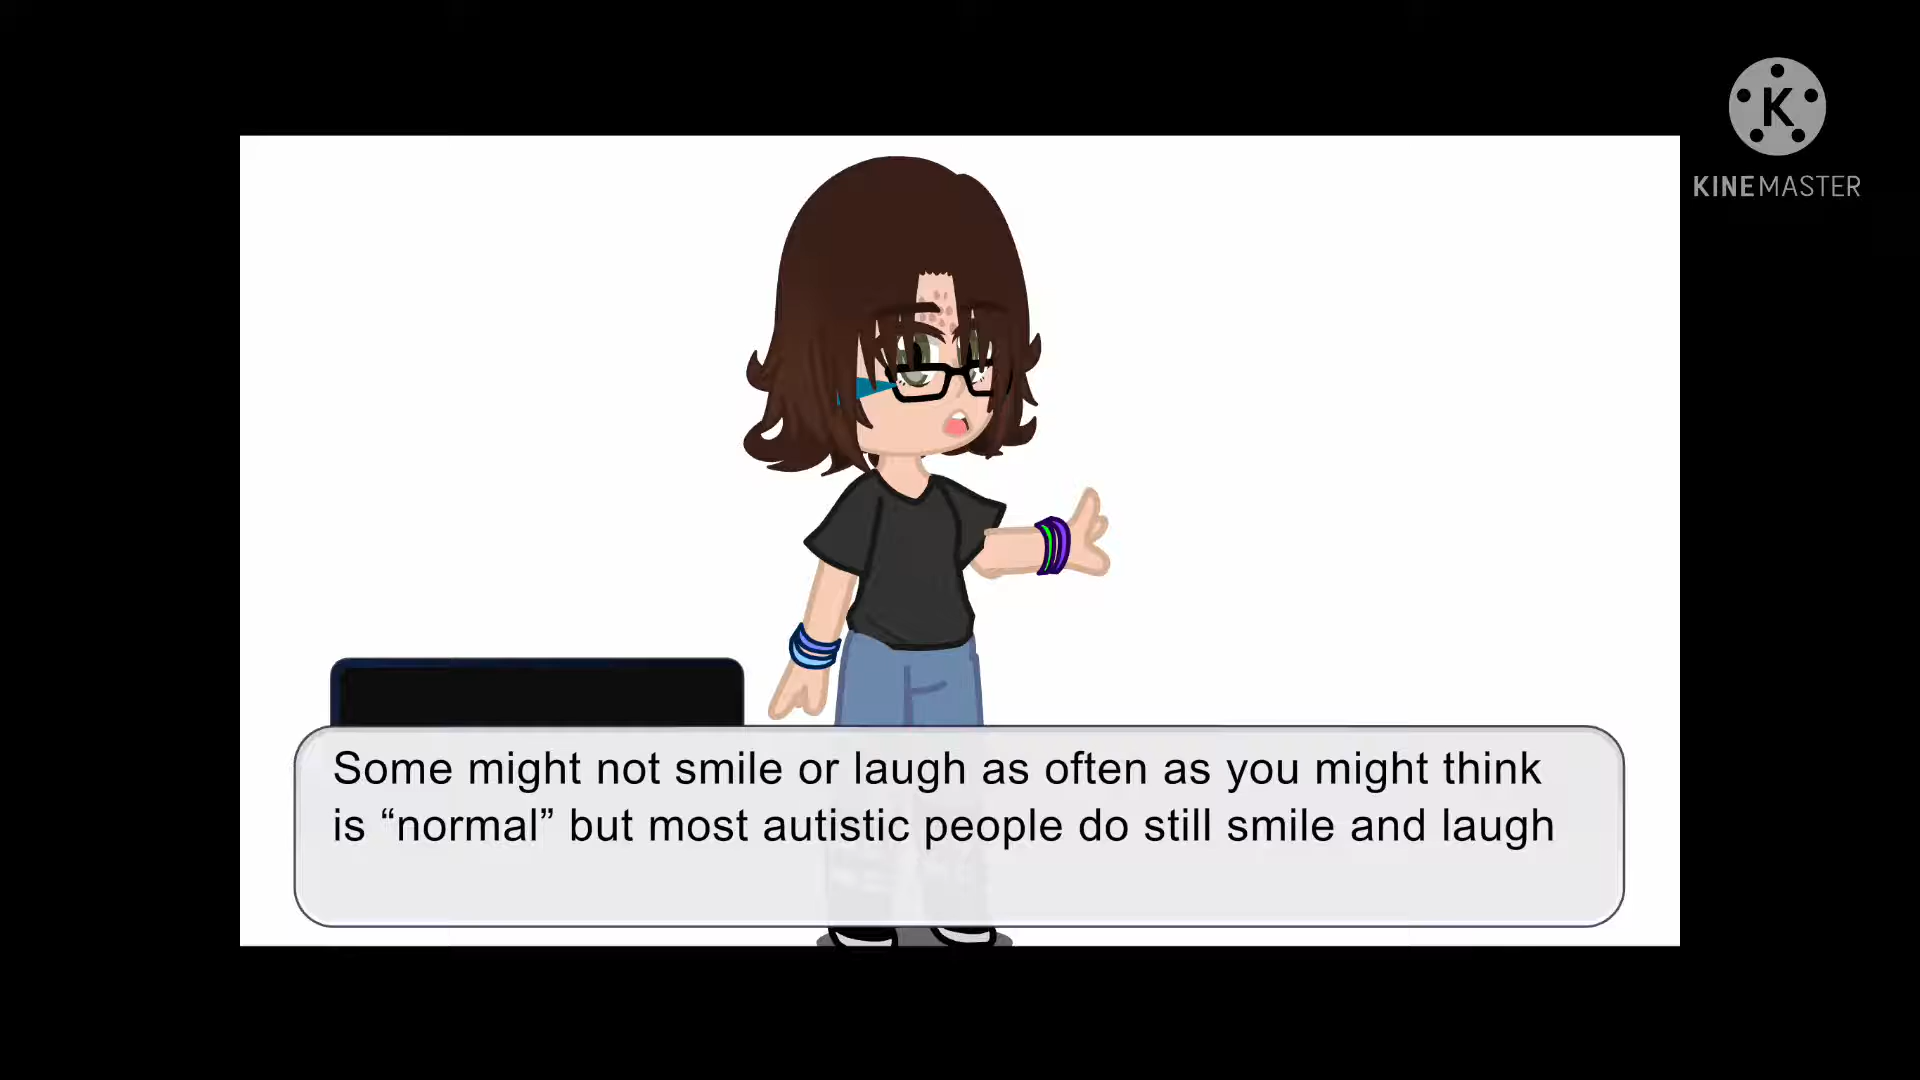 K
KINEMASTER
Some might not smile or laugh as often as you might think
is “normal” but most autistic people do still smile and laugh